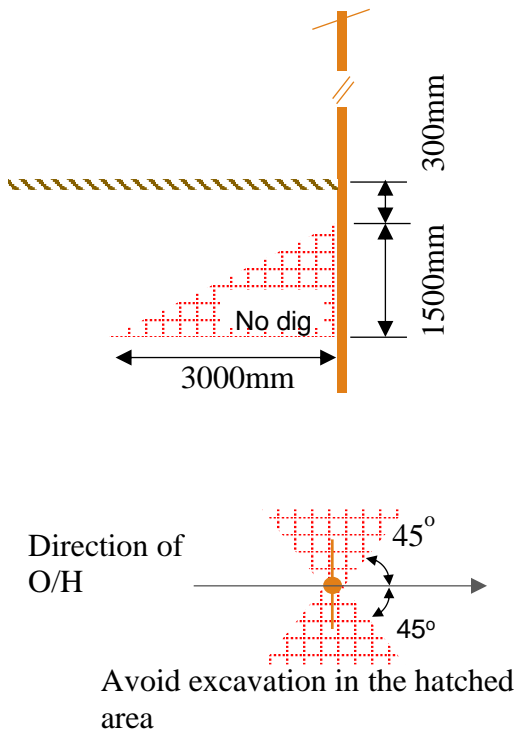 300mm
1500mm
No dig
3000mm
Direction of
O/H
45°
45°
Avoid excavation in the hatched
area